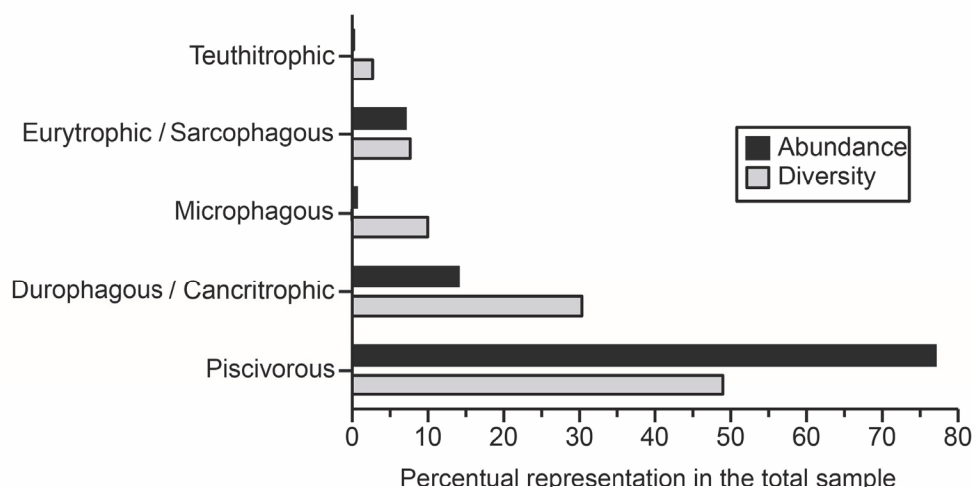 Teuthitrophic
Eurytrophic / Sarcophagous
Microphagous
Durophagous / Cancritrophic
Piscivorous
Abundance
Diversity
0 10 20 30 40 50 60 70 80
Percentual representation in the total sample